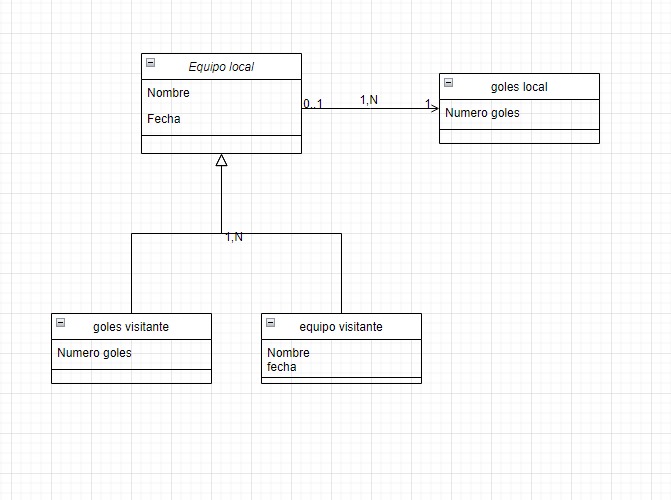 Equipo local
Nombre
Fecha
0..1
1,N
1
goles local
Numero goles
1,N
goles visitante
Numero goles
equipo visitante
Nombre
fecha